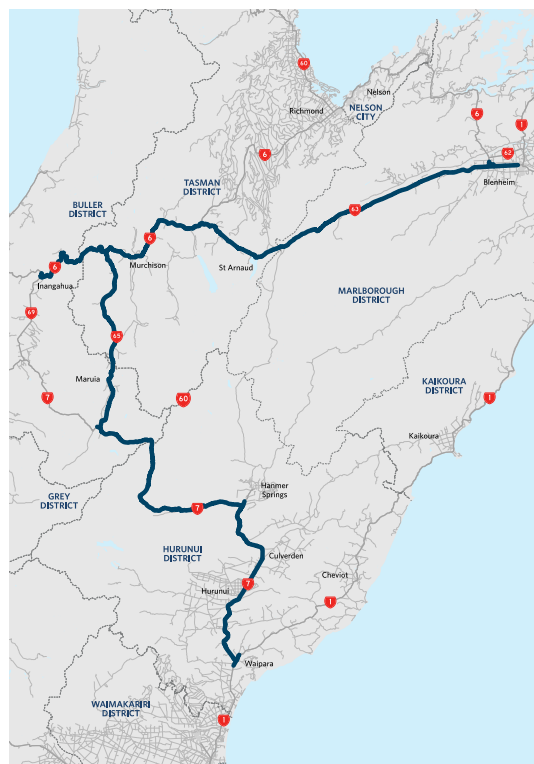 60
Nelson
Richmond
NELSON
CITY
6
1
6
62
Blenheim
TASMAN
DISTRICT
BULLER
DISTRICT
63
6
Murchison
St Arnaud
6
Inangahua
MARLBOROUGH
DISTRICT
69
65
Maruia
7
60
KAIKOURA
DISTRICT
1
Kaikoura
GREY
DISTRICT
Hanmer
Springs
7
HURUNUI
DISTRICT
Culverden
Cheviot
7
Hurunui
1
Waipara
WAIMAKARIRI
DISTRICT
1